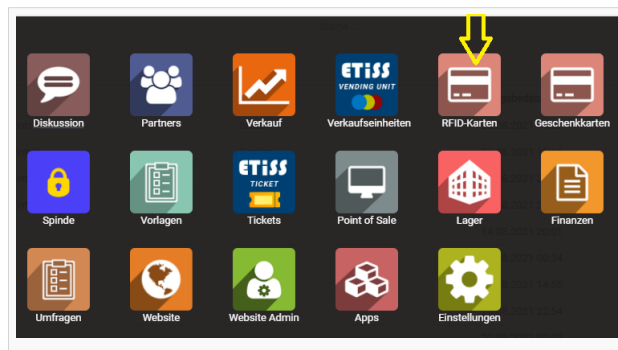 Diskussion
Partners
ETISS
VENDING UNIT
Verkauf
Verkaufseinheiten
RFID-Karten
Geschenkkarten
Spinde
Vorlagen
ETISS
TICKET
Tickets
Point of Sale
Lager
Finanzen
Umfragen
Website
Website Admin
Apps
Einstellungen